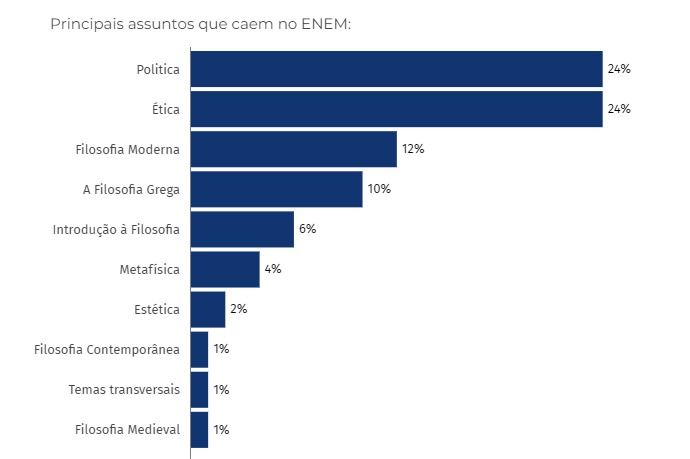 Principais assuntos que caem no ENEM:
Politica 24%
Ética 24%
Filosofia Moderna 12%
A Filosofia Grega 10%
Introdução à Filosofia 6%
Metafísica 4%
Estética 2%
Filosofia Contemporânea 1%
Temas transversais 1%
Filosofia Medieval 1%